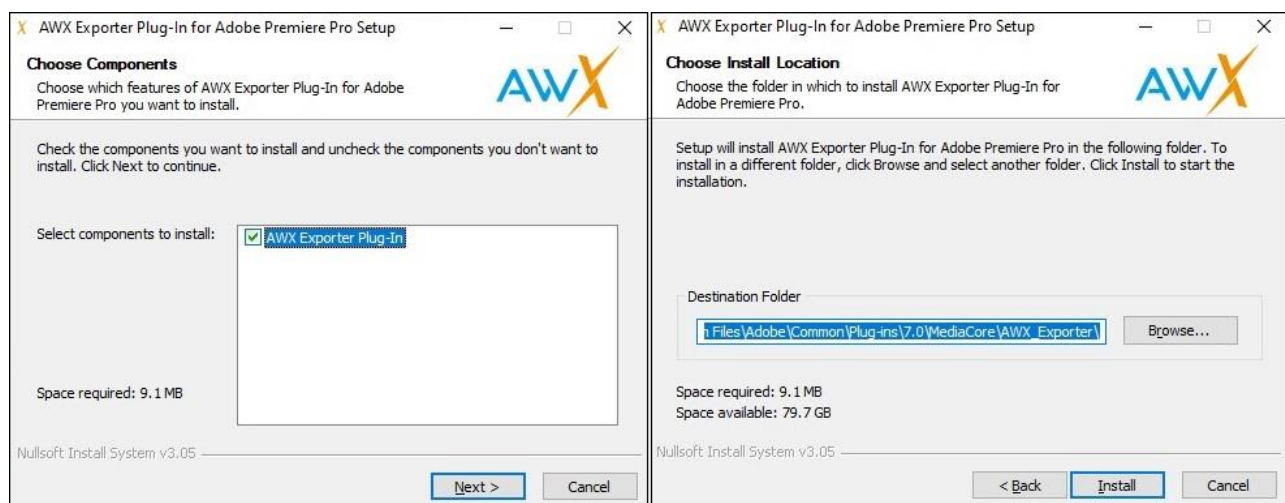 AWX Exporter Plug-In for Adobe Premiere Pro Setup
Choose Components
Choose which features of AWX Exporter Plug-In for Adobe
Premiere Pro you want to install.
AWX
Check the components you want to install and uncheck the components you don't want to
install. Click Next to continue.
Select components to install:
AWX Exporter Plug-In
Space required: 9.1 MB
Nullsoft Install System v3.05
Next >
Cancel
AWX Exporter Plug-In for Adobe Premiere Pro Setup
Choose Install Location
Choose the folder in which to install AWX Exporter Plug-In for
Adobe Premiere Pro.
AWX
Setup will install AWX Exporter Plug-In for Adobe Premiere Pro in the following folder. To
install in a different folder, click Browse and select another folder. Click Install to start the
installation.
Destination Folder
n Files\Adobe\Common\Plug-ins\7.0\MediaCore\AWX_Exporter\
Browse...
Space required: 9.1 MB
Space available: 79.7 GB
Nullsoft Install System v3.05
< Back
Install
Cancel